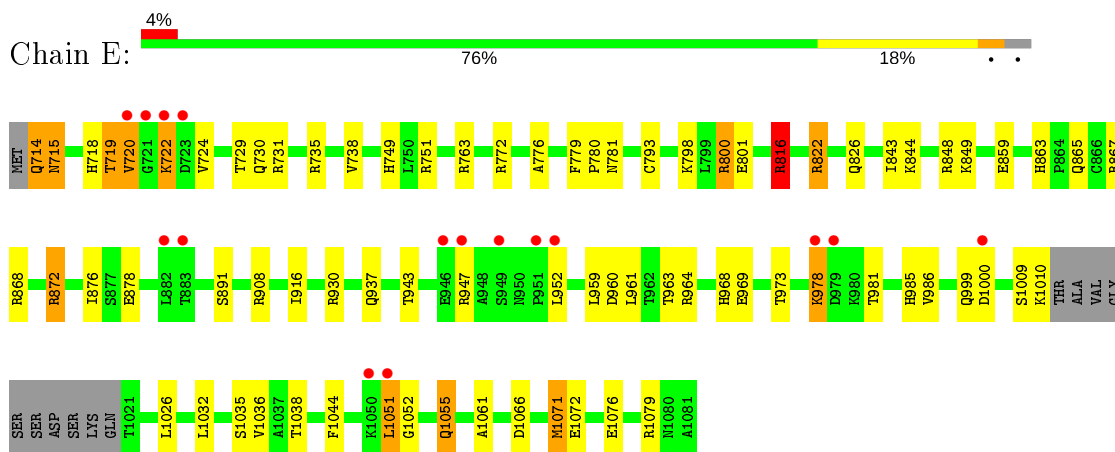 4%
Chain E:
76% 18% • •
MET Q714 N715 H718 T719 V720 G721 K722 D723 V724 T729 Q730 R731 R735 V738 H749 L750 R751 R763 R772 A776 F779 P780 N781 C793 K798 L799 R800 E801 R816 R822 Q826 I843 K844 R848 K849 E859 H863 P864 Q865 C866 R867
R868 R872 I876 S877 E878 L882 T883 S891 R908 I916 R930 Q937 T943 E946 R947 A948 S949 N950 P951 L952 L959 D960 L961 T962 T963 R964 H968 E969 I973 K978 D979 K980 T981 H985 V986 Q999 D1000 S1009 K1010 THR ALA VAL GLY
SER SER ASP SER LYS GLN T1021 L1026 L1032 S1035 V1036 A1037 T1038 F1044 K1050 L1051 G1052 Q1055 A1061 D1066 M1071 E1072 E1076 R1079 N1080 A1081